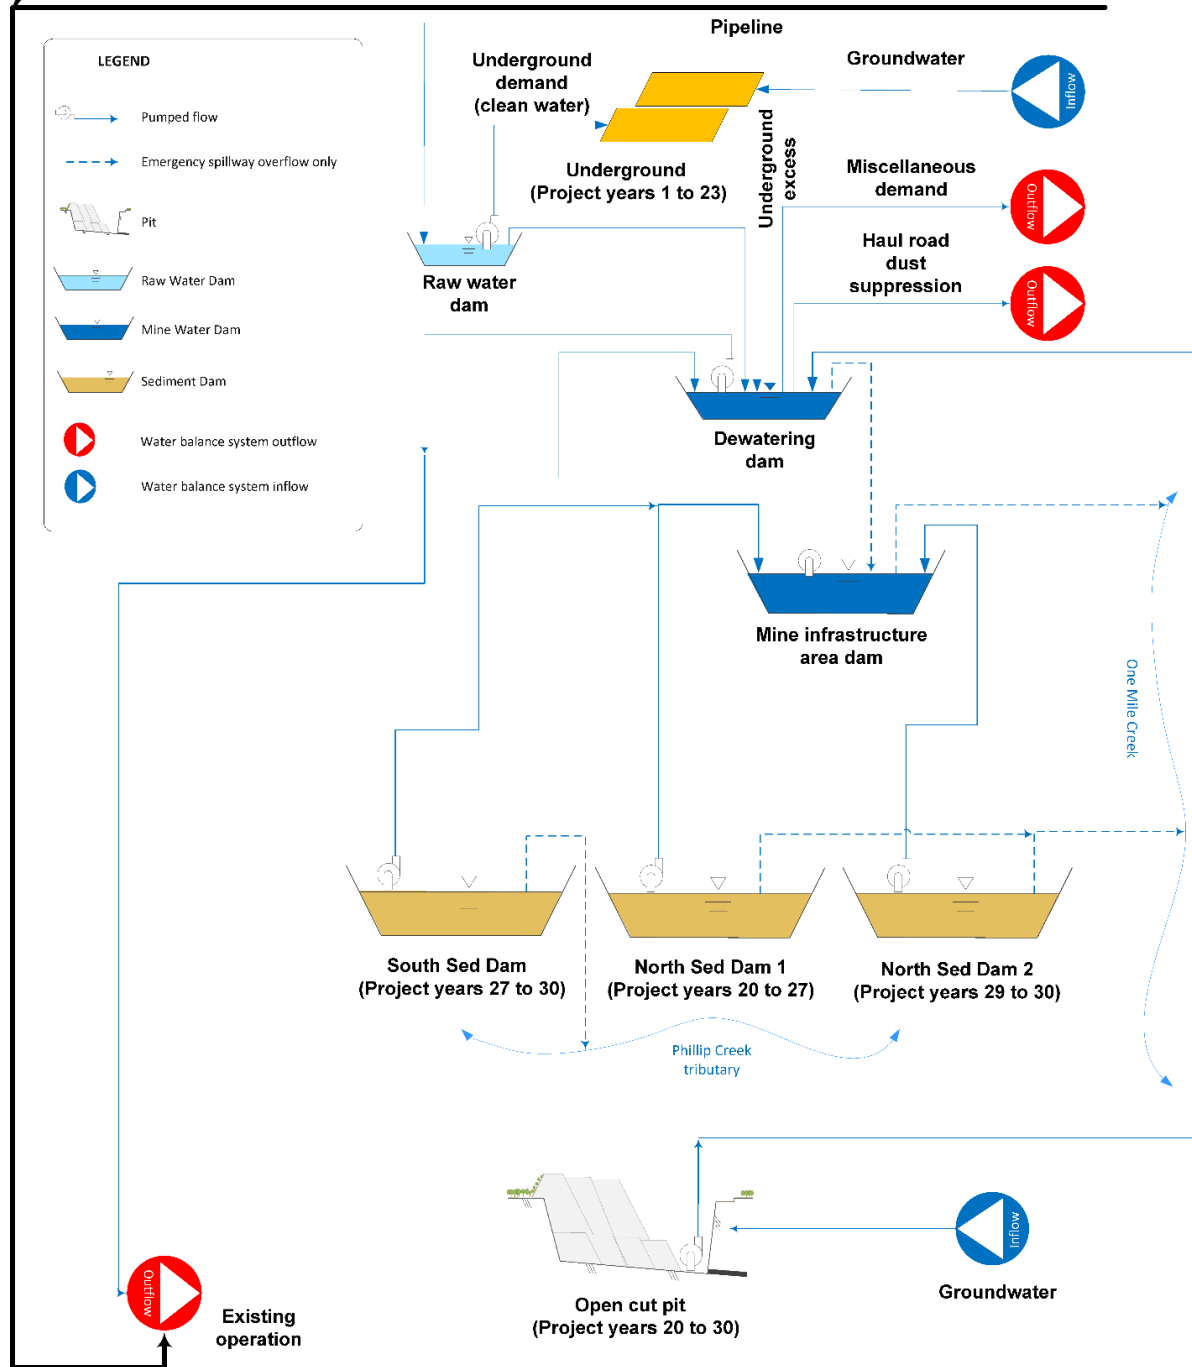 Pipeline
LEGEND
Pumped flow
Emergency spillway overflow only
Pit
Raw Water Dam
Mine Water Dam
Sediment Dam
Water balance system outflow
Water balance system inflow
Underground
demand
(clean water)
Groundwater
Inflow
Underground
(Project years 1 to 23)
Underground
excess
Miscellaneous
demand
Outflow
Haul road
dust
suppression
Outflow
Raw water
dam
Dewatering
dam
Mine infrastructure
area dam
One Mile Creek
South Sed Dam
(Project years 27 to 30)
North Sed Dam 1
(Project years 20 to 27)
North Sed Dam 2
(Project years 29 to 30)
Phillip Creek
tributary
Inflow
Groundwater
Open cut pit
(Project years 20 to 30)
Outflow
Existing
operation